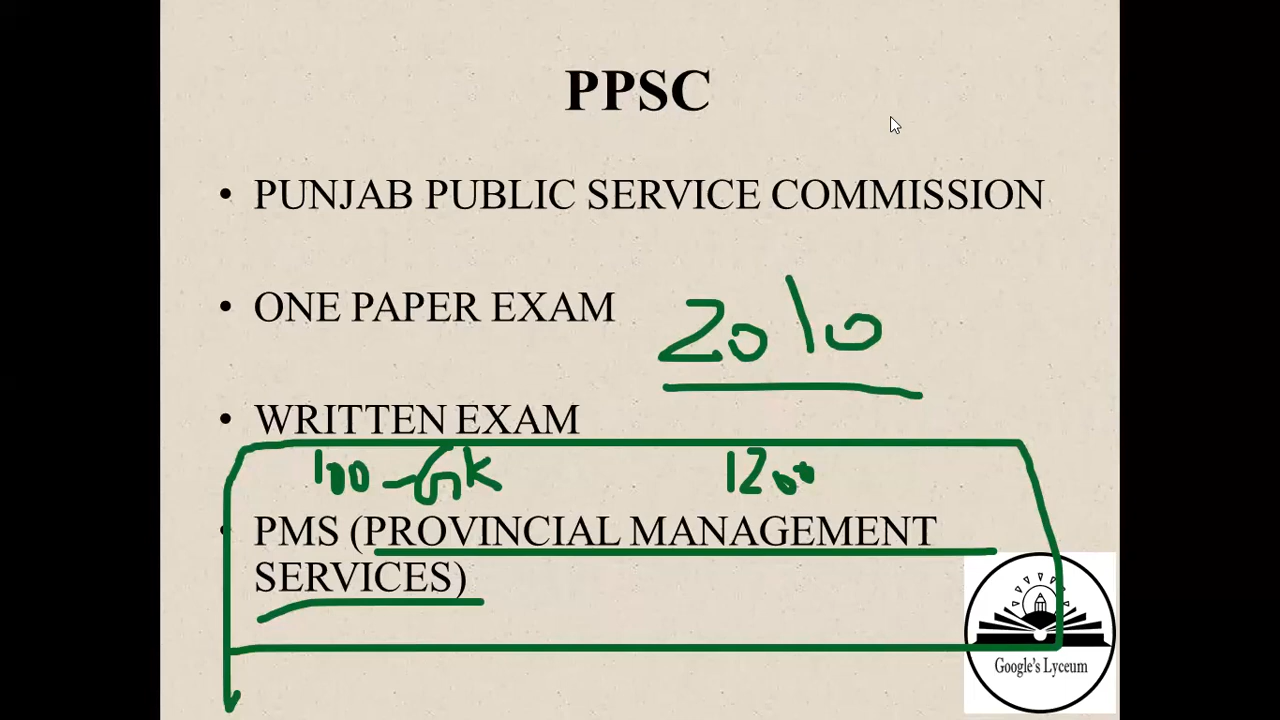 PPSC
• PUNJAB PUBLIC SERVICE COMMISSION
• ONE PAPER EXAM
2010
• WRITTEN EXAM
100 - GK 1200
• PMS (PROVINCIAL MANAGEMENT
SERVICES)
Google's Lyceum